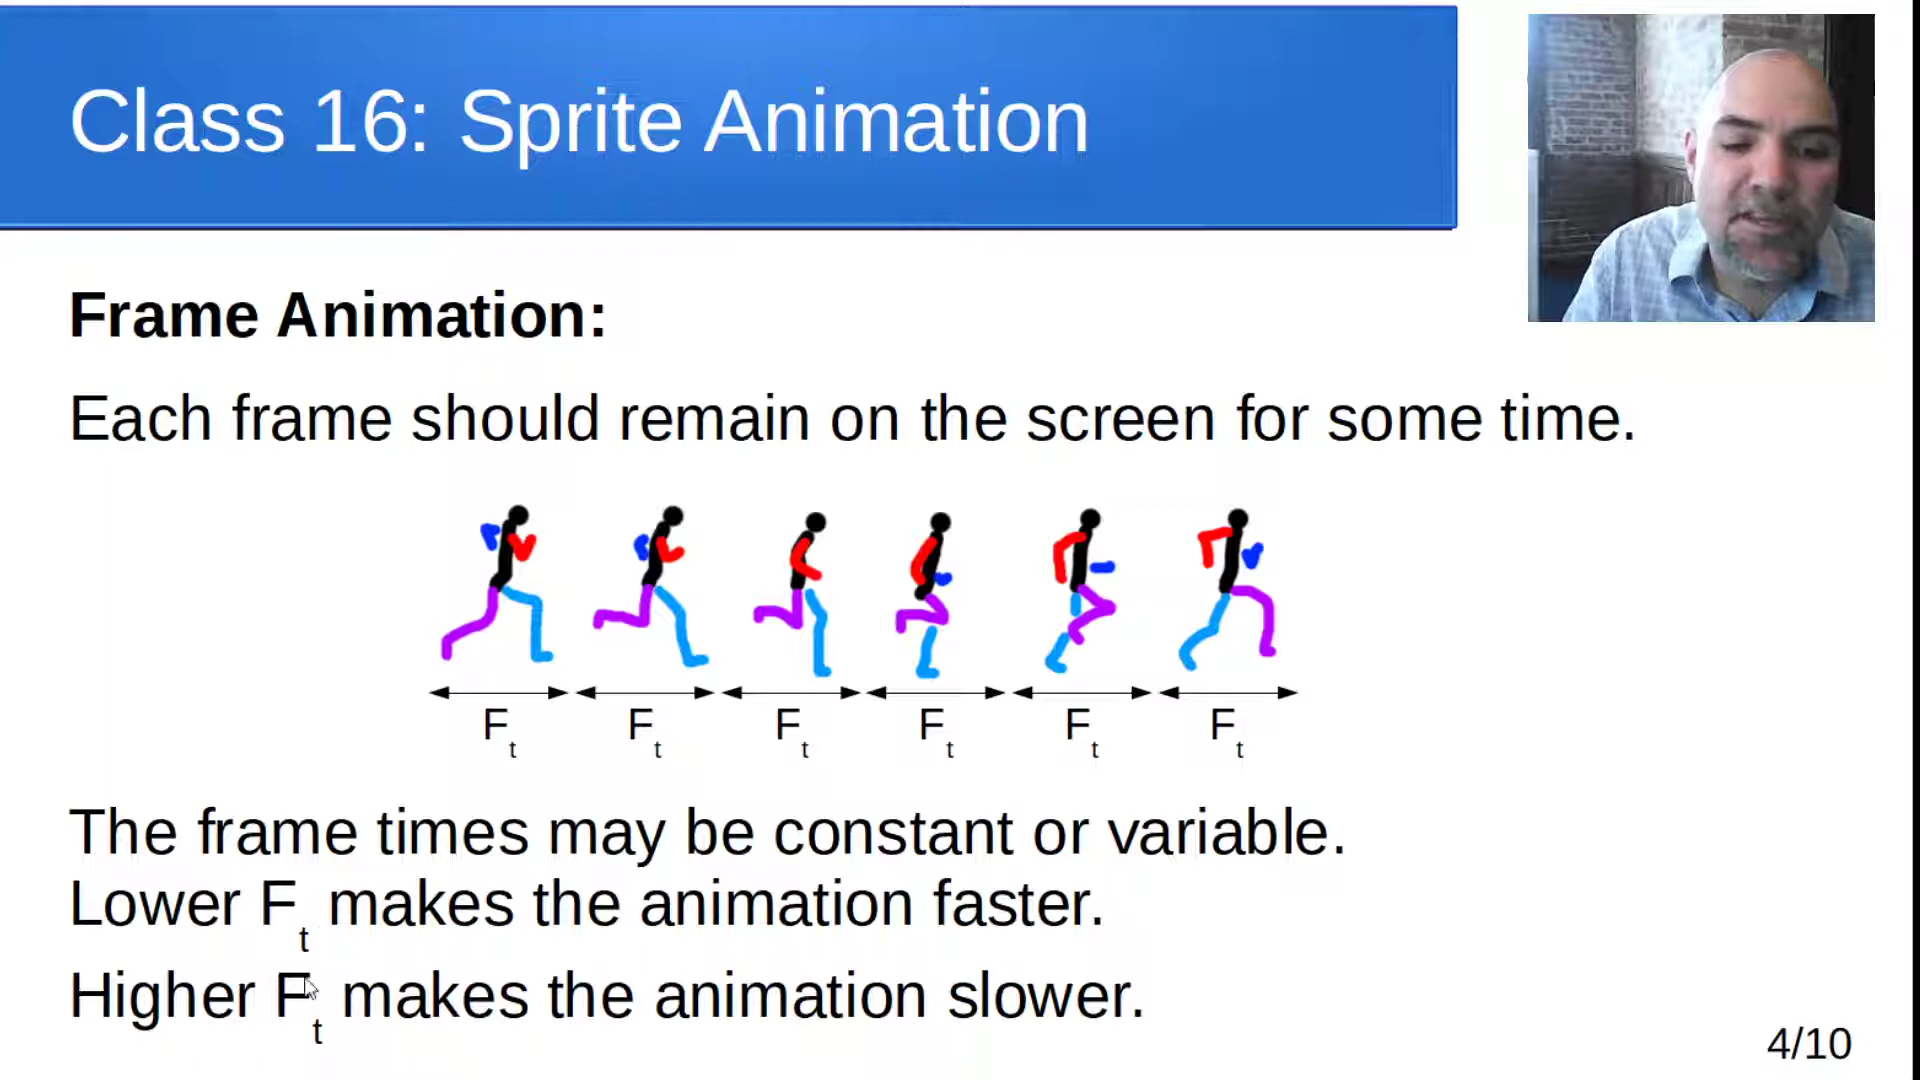 Class 16: Sprite Animation
Frame Animation:
Each frame should remain on the screen for some time.
Ft Ft Ft Ft Ft Ft
The frame times may be constant or variable.
Lower Ft makes the animation faster.
Higher Ft makes the animation slower.
4/10